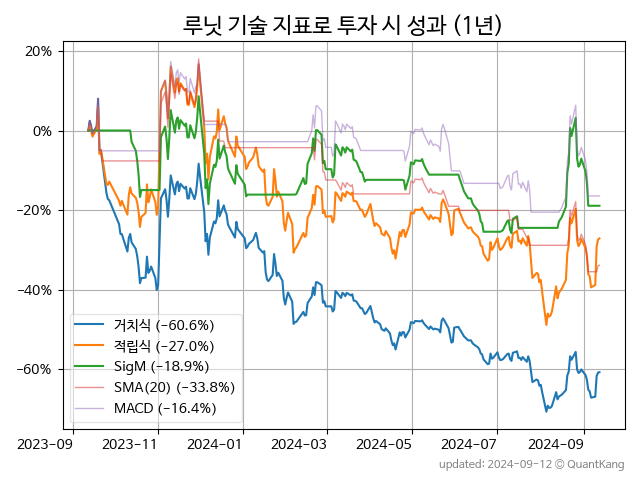 루닛 기술 지표로 투자 시 성과 (1년)
20%
0%
−20%
−40%
−60%
거치식 (−60.6%)
적립식 (−27.0%)
SigM (−18.9%)
SMA(20) (−33.8%)
MACD (−16.4%)
2023-09 2023-11 2024-01 2024-03 2024-05 2024-07 2024-09
updated: 2024-09-12 © QuantKang